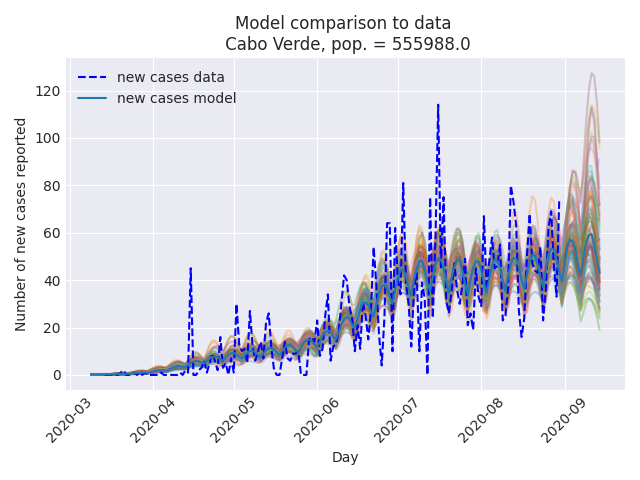 Model comparison to data
Cabo Verde, pop. = 555988.0
new cases data
new cases model
Number of new cases reported
120
100
80
60
40
20
0
2020-03
2020-04
2020-05
2020-06
2020-07
2020-08
2020-09
Day